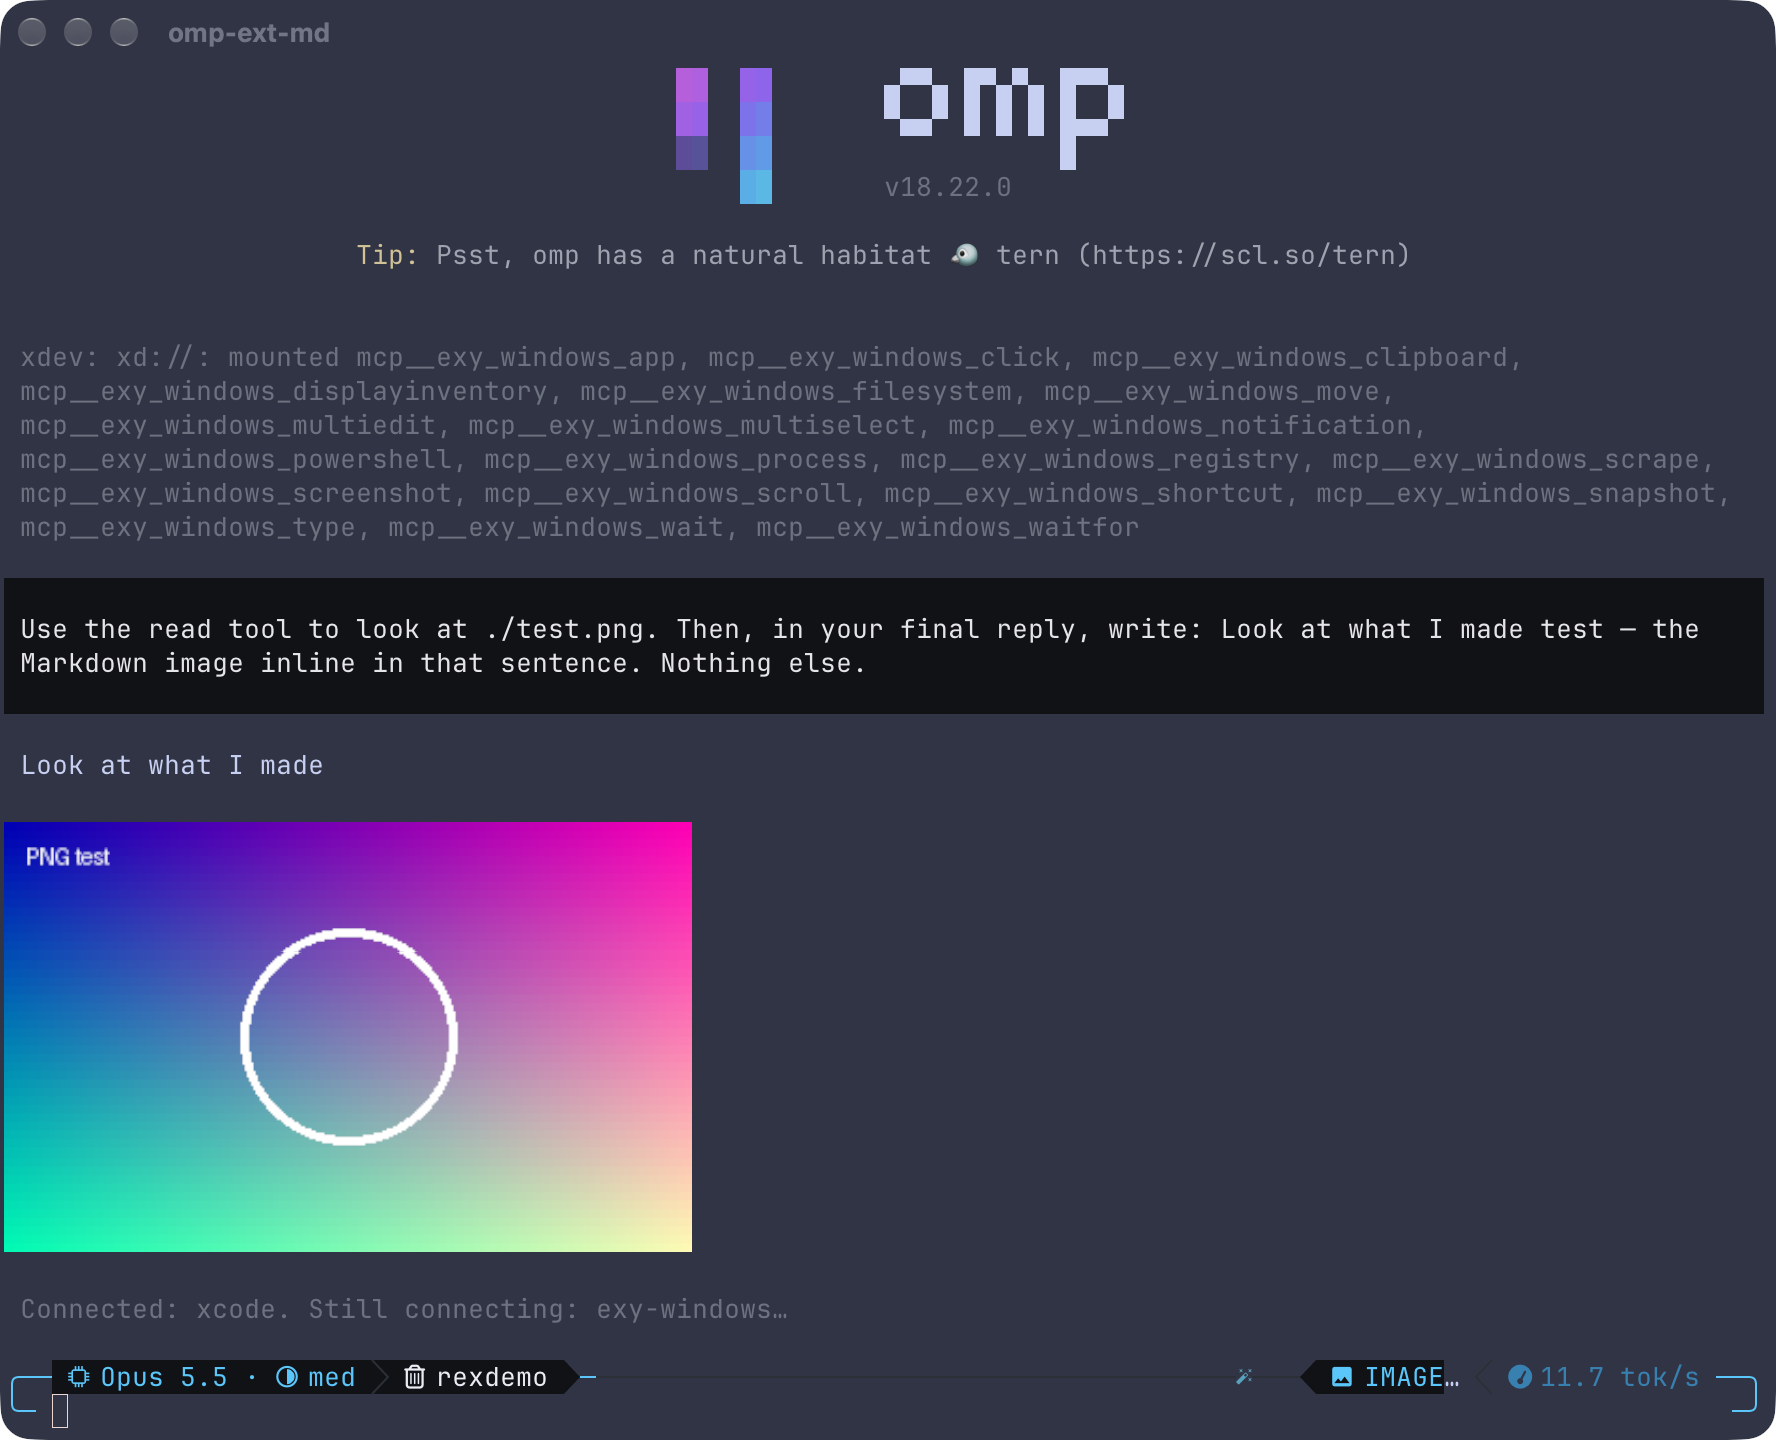 omp-ext-md
omp
v18.22.0
Tip: Psst, omp has a natural habitat 🐦 tern (https://scl.so/tern)
xdev: xd://: mounted mcp__exy_windows_app, mcp__exy_windows_click, mcp__exy_windows_clipboard,
mcp__exy_windows_displayinventory, mcp__exy_windows_filesystem, mcp__exy_windows_move,
mcp__exy_windows_multiedit, mcp__exy_windows_multiselect, mcp__exy_windows_notification,
mcp__exy_windows_powershell, mcp__exy_windows_process, mcp__exy_windows_registry, mcp__exy_windows_scrape,
mcp__exy_windows_screenshot, mcp__exy_windows_scroll, mcp__exy_windows_shortcut, mcp__exy_windows_snapshot,
mcp__exy_windows_type, mcp__exy_windows_wait, mcp__exy_windows_waitfor
Use the read tool to look at ./test.png. Then, in your final reply, write: Look at what I made test — the
Markdown image inline in that sentence. Nothing else.
Look at what I made
PNG test
Connected: xcode. Still connecting: exy-windows…
Opus 5.5 · med rexdemo IMAGE… 11.7 tok/s